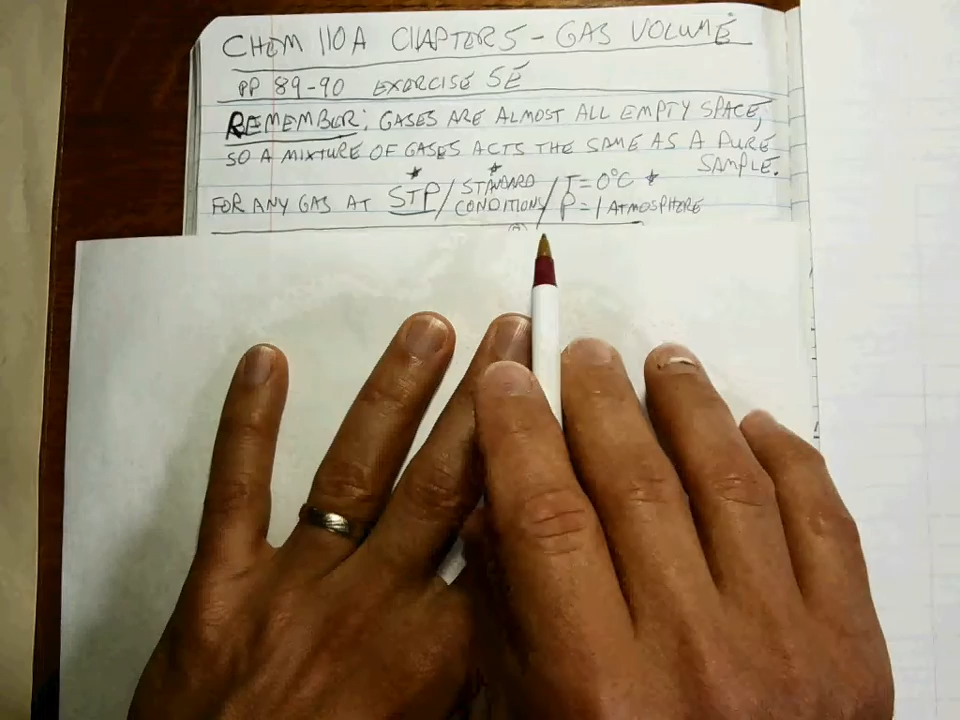 CHEM 110A CHAPTER 5 - GAS VOLUME
PP 89-90 EXERCISE 5E
REMEMBER: GASES ARE ALMOST ALL EMPTY SPACE,
SO A MIXTURE OF GASES ACTS THE SAME AS A PURE
SAMPLE.
FOR ANY GAS AT STP / STANDARD CONDITIONS / T = 0°C
P = 1 ATMOSPHERE